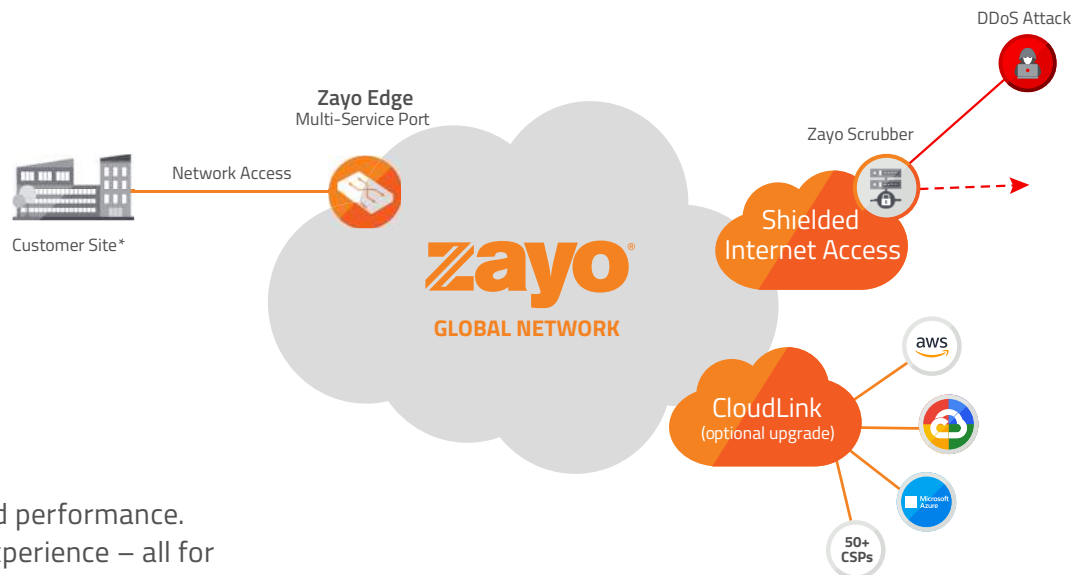 DDoS Attack
Zayo Edge
Multi-Service Port
Zayo Scrubber
Network Access
Customer Site*
Shielded
Internet Access
zayo®
GLOBAL NETWORK
aws
CloudLink
(optional upgrade)
Microsoft
Azure
50+
CSPs
d performance.
xperience – all for